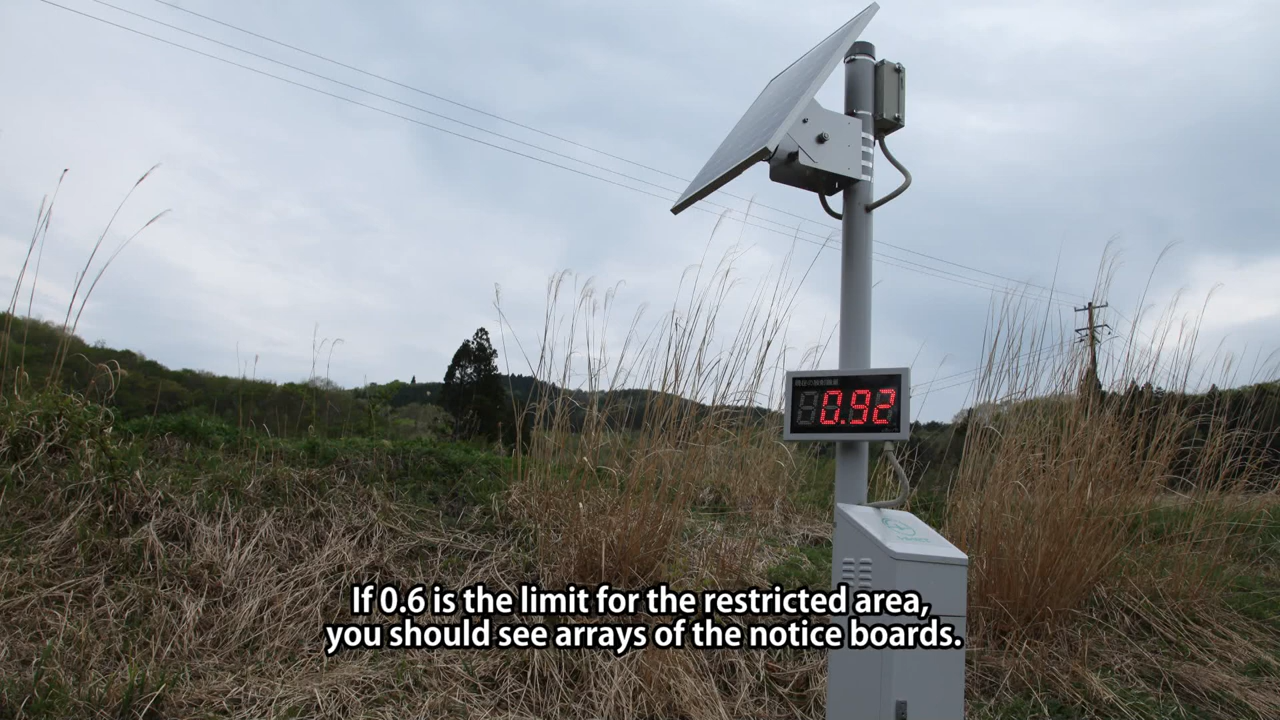 0.92
If 0.6 is the limit for the restricted area,
you should see arrays of the notice boards.